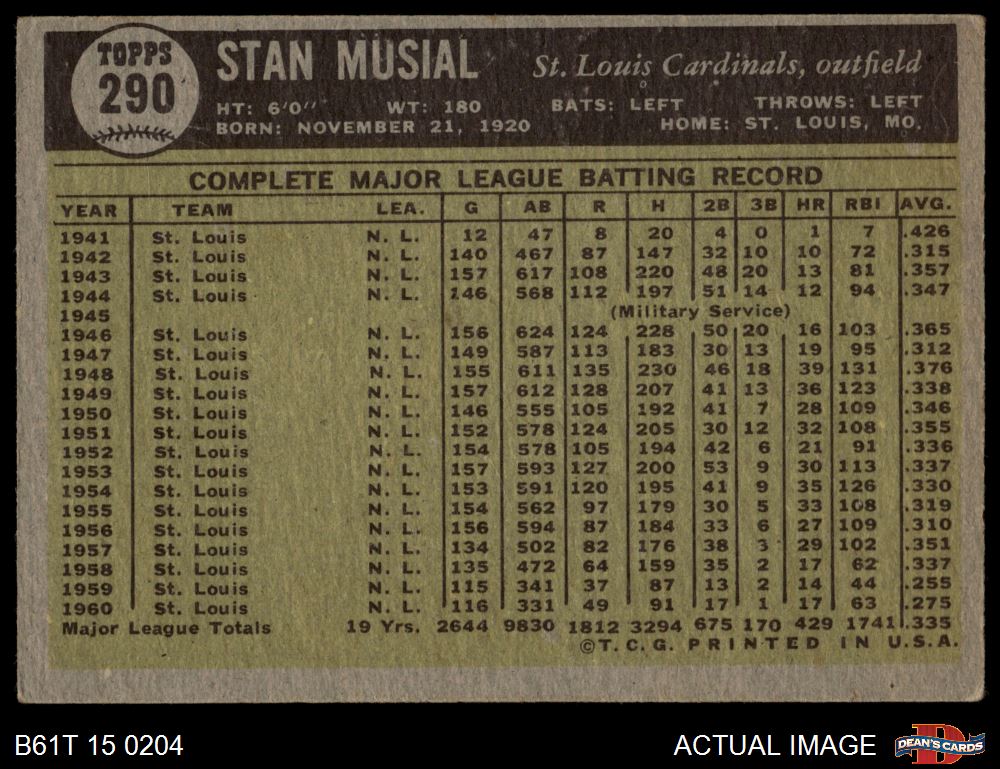 TOPPS
290
STAN MUSIAL St. Louis Cardinals, outfield
HT: 6'0" WT: 180 BATS: LEFT THROWS: LEFT
BORN: NOVEMBER 21, 1920 HOME: ST. LOUIS, MO.
COMPLETE MAJOR LEAGUE BATTING RECORD
YEAR TEAM LEA. G AB R H 2B 3B HR RBI AVG.
1941 St. Louis N. L. 12 47 8 20 4 0 1 7 .426
1942 St. Louis N. L. 140 467 87 147 32 10 10 72 .315
1943 St. Louis N. L. 157 617 108 220 48 20 13 81 .357
1944 St. Louis N. L. 146 568 112 197 51 14 12 94 .347
1945 (Military Service)
1946 St. Louis N. L. 156 624 124 228 50 20 16 103 .365
1947 St. Louis N. L. 149 587 113 183 30 13 19 95 .312
1948 St. Louis N. L. 155 611 135 230 46 18 39 131 .376
1949 St. Louis N. L. 157 612 128 207 41 13 36 123 .338
1950 St. Louis N. L. 146 555 105 192 41 7 28 109 .346
1951 St. Louis N. L. 152 578 124 205 30 12 32 108 .355
1952 St. Louis N. L. 154 578 105 194 42 6 21 91 .336
1953 St. Louis N. L. 157 593 127 200 53 9 30 113 .337
1954 St. Louis N. L. 153 591 120 195 41 9 35 126 .330
1955 St. Louis N. L. 154 562 97 179 30 5 33 108 .319
1956 St. Louis N. L. 156 594 87 184 33 6 27 109 .310
1957 St. Louis N. L. 134 502 82 176 38 3 29 102 .351
1958 St. Louis N. L. 135 472 64 159 35 2 17 62 .337
1959 St. Louis N. L. 115 341 37 87 13 2 14 44 .255
1960 St. Louis N. L. 116 331 49 91 17 1 17 63 .275
Major League Totals 19 Yrs. 2644 9830 1812 3294 675 170 429 1741 .335
©T. C. G. PRINTED IN U.S.A.
B61T 15 0204 ACTUAL IMAGE DEAN'S CARDS